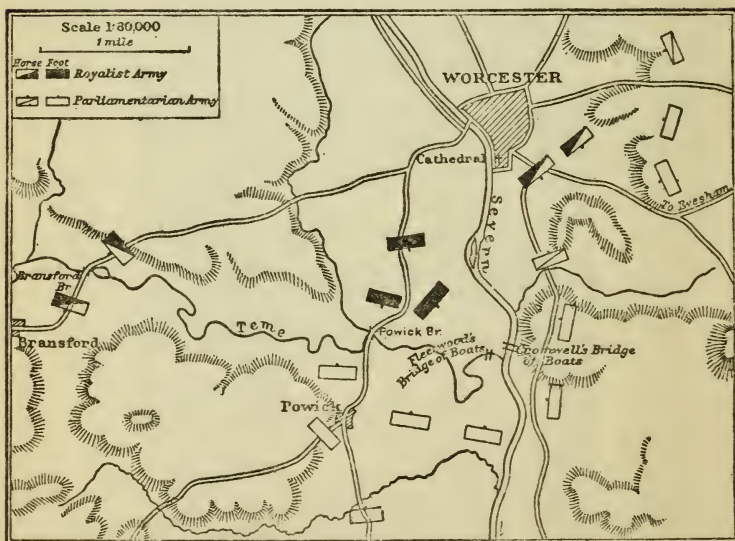 Scale 1:80,000
1 mile
Horse Foot
Royalist Army
Parliamentarian Army
WORCESTER
Cathedral
Severn
To Evesham
Bransford
Br.
Bransford
Teme
Powick Br.
Fleetwood's
Bridge of Boats
Cromwell's Bridge
of Boats
Powick